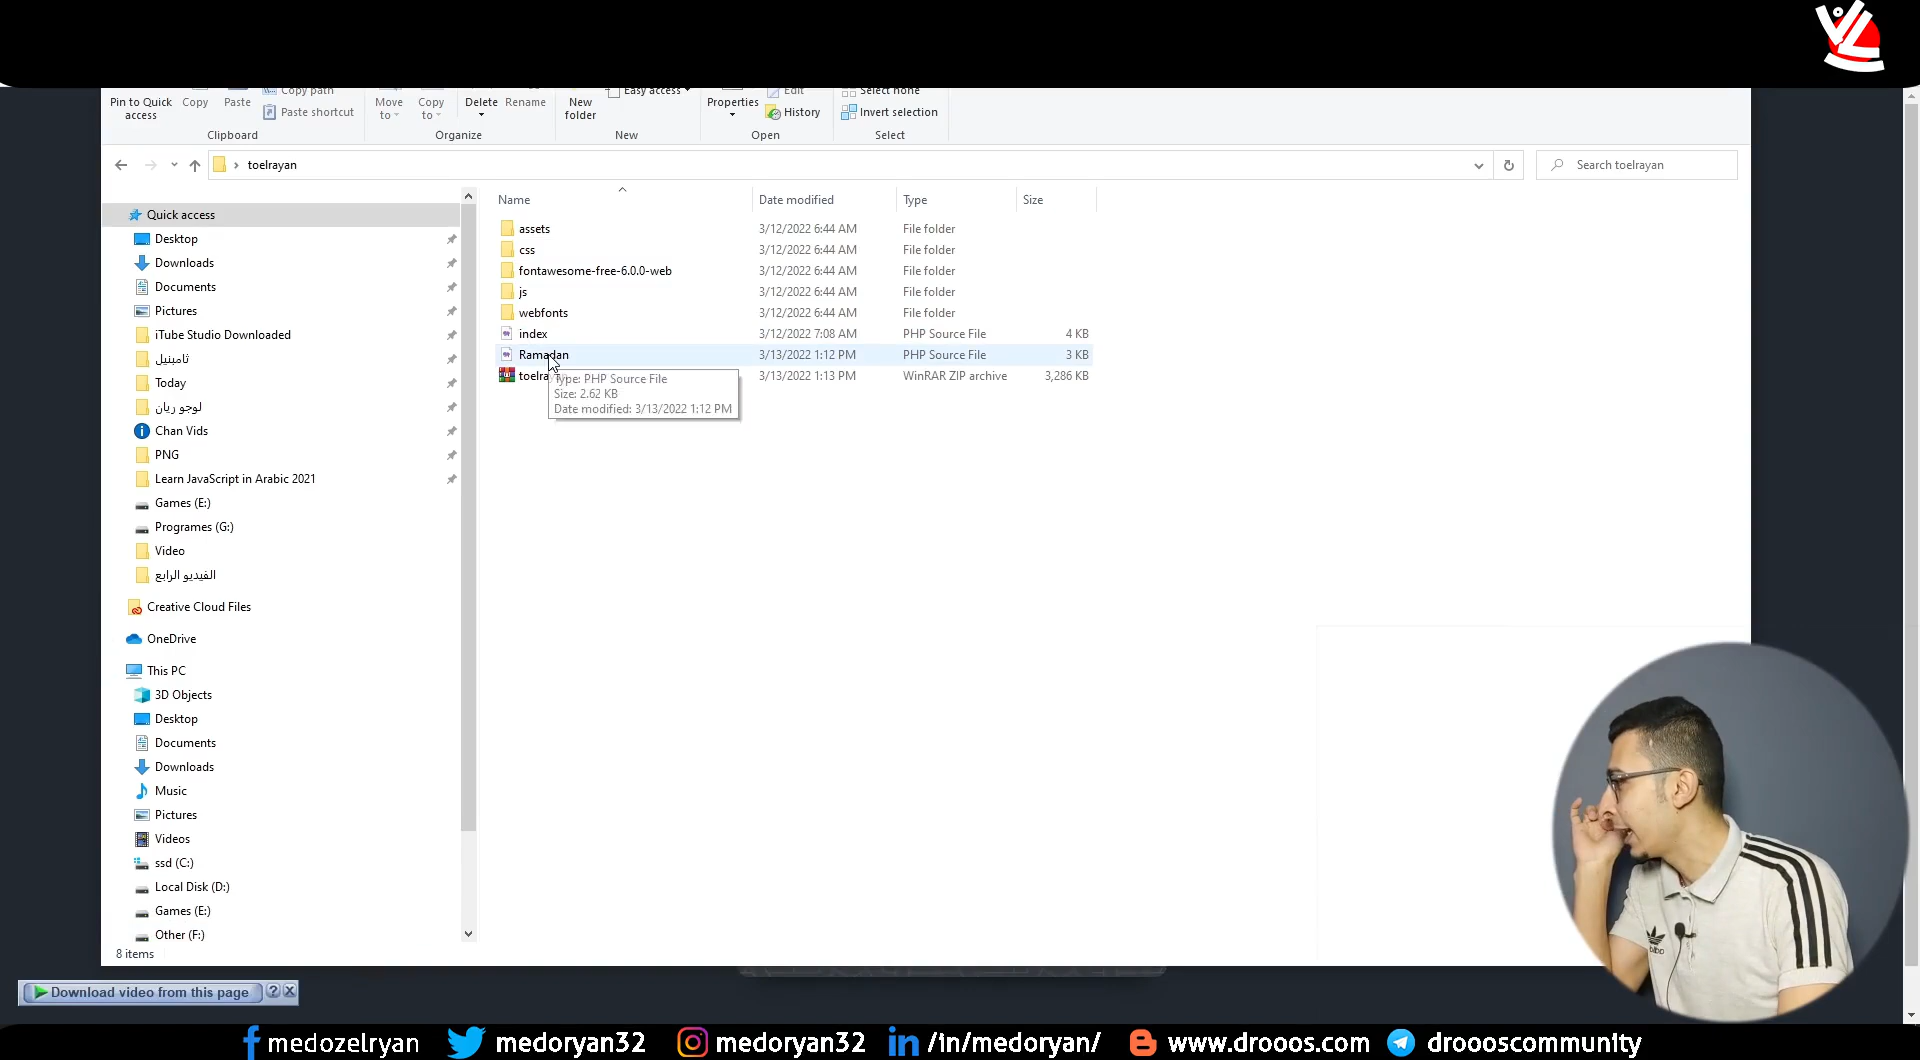 Copy path
Easy access
Edit
Select none
Pin to Quick access
Copy
Paste
Paste shortcut
Move to
Copy to
Delete
Rename
New folder
Properties
History
Invert selection
Clipboard
Organize
New
Open
Select
toelrayan
Search toelrayan
Name
Date modified
Type
Size
assets 3/12/2022 6:44 AM File folder
css 3/12/2022 6:44 AM File folder
fontawesome-free-6.0.0-web 3/12/2022 6:44 AM File folder
js 3/12/2022 6:44 AM File folder
webfonts 3/12/2022 6:44 AM File folder
index 3/12/2022 7:08 AM PHP Source File 4 KB
Ramadan 3/13/2022 1:12 PM PHP Source File 3 KB
3/13/2022 1:13 PM WinRAR ZIP archive 3,286 KB
Type: PHP Source File
Size: 2.62 KB
Date modified: 3/13/2022 1:12 PM
Quick access
Desktop
Downloads
Documents
Pictures
iTube Studio Downloaded
ثامبنيل
Today
لوجو ريان
Chan Vids
PNG
Learn JavaScript in Arabic 2021
Games (E:)
Programes (G:)
Video
الفيديو الرابع
Creative Cloud Files
OneDrive
This PC
3D Objects
Desktop
Documents
Downloads
Music
Pictures
Videos
ssd (C:)
Local Disk (D:)
Games (E:)
Other (F:)
8 items
Download video from this page
medozelryan
medoryan32
medoryan32
/in/medoryan/
www.drooos.com
droooscommunity